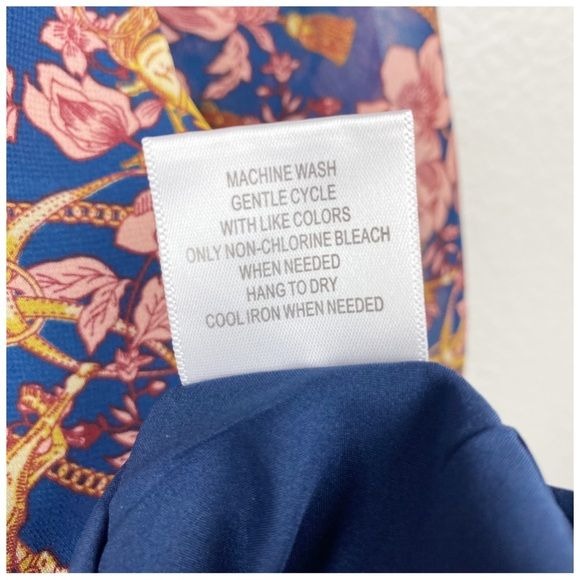 MACHINE WASH
GENTLE CYCLE
WITH LIKE COLORS
ONLY NON-CHLORINE BLEACH
WHEN NEEDED
HANG TO DRY
COOL IRON WHEN NEEDED